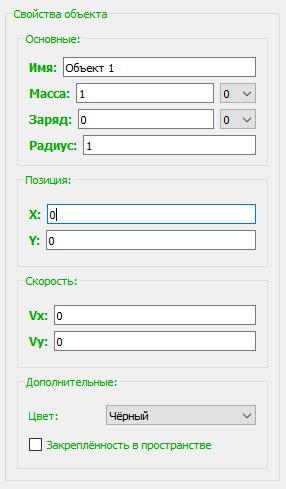 Свойства объекта
Основные:
Имя: Объект 1
Масса: 1 0
Заряд: 0 0
Радиус: 1
Позиция:
X: 0
Y: 0
Скорость:
Vx: 0
Vy: 0
Дополнительные:
Цвет: Чёрный
Закреплённость в пространстве